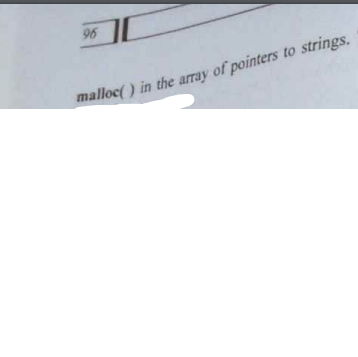 96
malloc( ) in the array of pointers to strings.